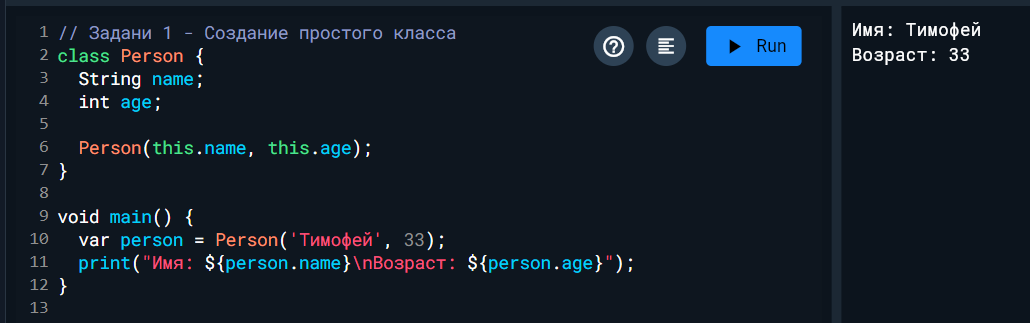 1 // Задани 1 - Создание простого класса
2 class Person {
3   String name;
4   int age;
5
6   Person(this.name, this.age);
7 }
8
9 void main() {
10   var person = Person('Тимофей', 33);
11   print("Имя: ${person.name}\nВозраст: ${person.age}");
12 }
13
Run
Имя: Тимофей
Возраст: 33